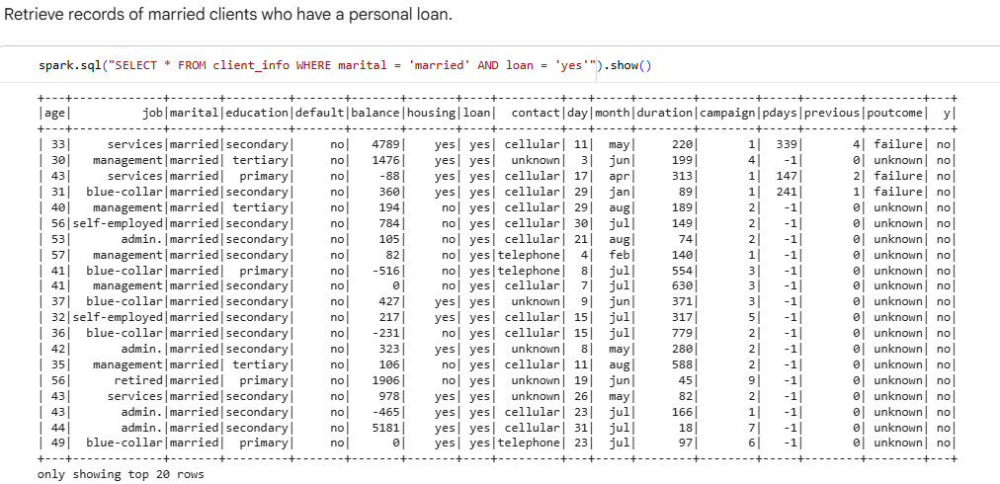 Retrieve records of married clients who have a personal loan.
spark.sql("SELECT * FROM client_info WHERE marital = 'married' AND loan = 'yes'").show()
+---+-------------+-------+---------+-------+-------+-------+----+---------+---+-----+--------+--------+-----+--------+--------+---+
|age|          job|marital|education|default|balance|housing|loan|  contact|day|month|duration|campaign|pdays|previous|poutcome|  y|
+---+-------------+-------+---------+-------+-------+-------+----+---------+---+-----+--------+--------+-----+--------+--------+---+
| 33|     services|married|secondary|     no|   4789|    yes| yes| cellular| 11|  may|     220|       1|  339|       4| failure| no|
| 30|   management|married| tertiary|     no|   1476|    yes| yes|  unknown|  3|  jun|     199|       4|   -1|       0| unknown| no|
| 43|     services|married|  primary|     no|    -88|    yes| yes| cellular| 17|  apr|     313|       1|  147|       2| failure| no|
| 31|  blue-collar|married|secondary|     no|    360|    yes| yes| cellular| 29|  jan|      89|       1|  241|       1| failure| no|
| 40|   management|married| tertiary|     no|    194|     no| yes| cellular| 29|  aug|     189|       2|   -1|       0| unknown| no|
| 56|self-employed|married|secondary|     no|    784|     no| yes| cellular| 30|  jul|     149|       2|   -1|       0| unknown| no|
| 53|       admin.|married|secondary|     no|    105|     no| yes| cellular| 21|  aug|      74|       2|   -1|       0| unknown| no|
| 57|   management|married|secondary|     no|     82|     no| yes|telephone|  4|  feb|     140|       1|   -1|       0| unknown| no|
| 41|  blue-collar|married|  primary|     no|   -516|     no| yes|telephone|  8|  jul|     554|       3|   -1|       0| unknown| no|
| 41|   management|married|secondary|     no|      0|     no| yes| cellular|  7|  jul|     630|       3|   -1|       0| unknown| no|
| 37|  blue-collar|married|secondary|     no|    427|    yes| yes|  unknown|  9|  jun|     371|       3|   -1|       0| unknown| no|
| 32|self-employed|married|secondary|     no|    217|    yes| yes| cellular| 15|  jul|     317|       5|   -1|       0| unknown| no|
| 36|  blue-collar|married|secondary|     no|   -231|     no| yes| cellular| 15|  jul|     779|       2|   -1|       0| unknown| no|
| 42|       admin.|married|secondary|     no|    323|    yes| yes|  unknown|  8|  may|     280|       2|   -1|       0| unknown| no|
| 35|   management|married| tertiary|     no|    106|     no| yes| cellular| 11|  aug|     588|       2|   -1|       0| unknown| no|
| 56|      retired|married|  primary|     no|   1906|     no| yes|  unknown| 19|  jun|      45|       9|   -1|       0| unknown| no|
| 43|     services|married|secondary|     no|    978|    yes| yes|  unknown| 26|  may|      82|       2|   -1|       0| unknown| no|
| 43|       admin.|married|secondary|     no|   -465|    yes| yes| cellular| 23|  jul|     166|       1|   -1|       0| unknown| no|
| 44|       admin.|married|secondary|     no|   5181|    yes| yes| cellular| 31|  jul|      18|       7|   -1|       0| unknown| no|
| 49|  blue-collar|married|  primary|     no|      0|    yes| yes|telephone| 23|  jul|      97|       6|   -1|       0| unknown| no|
+---+-------------+-------+---------+-------+-------+-------+----+---------+---+-----+--------+--------+-----+--------+--------+---+
only showing top 20 rows